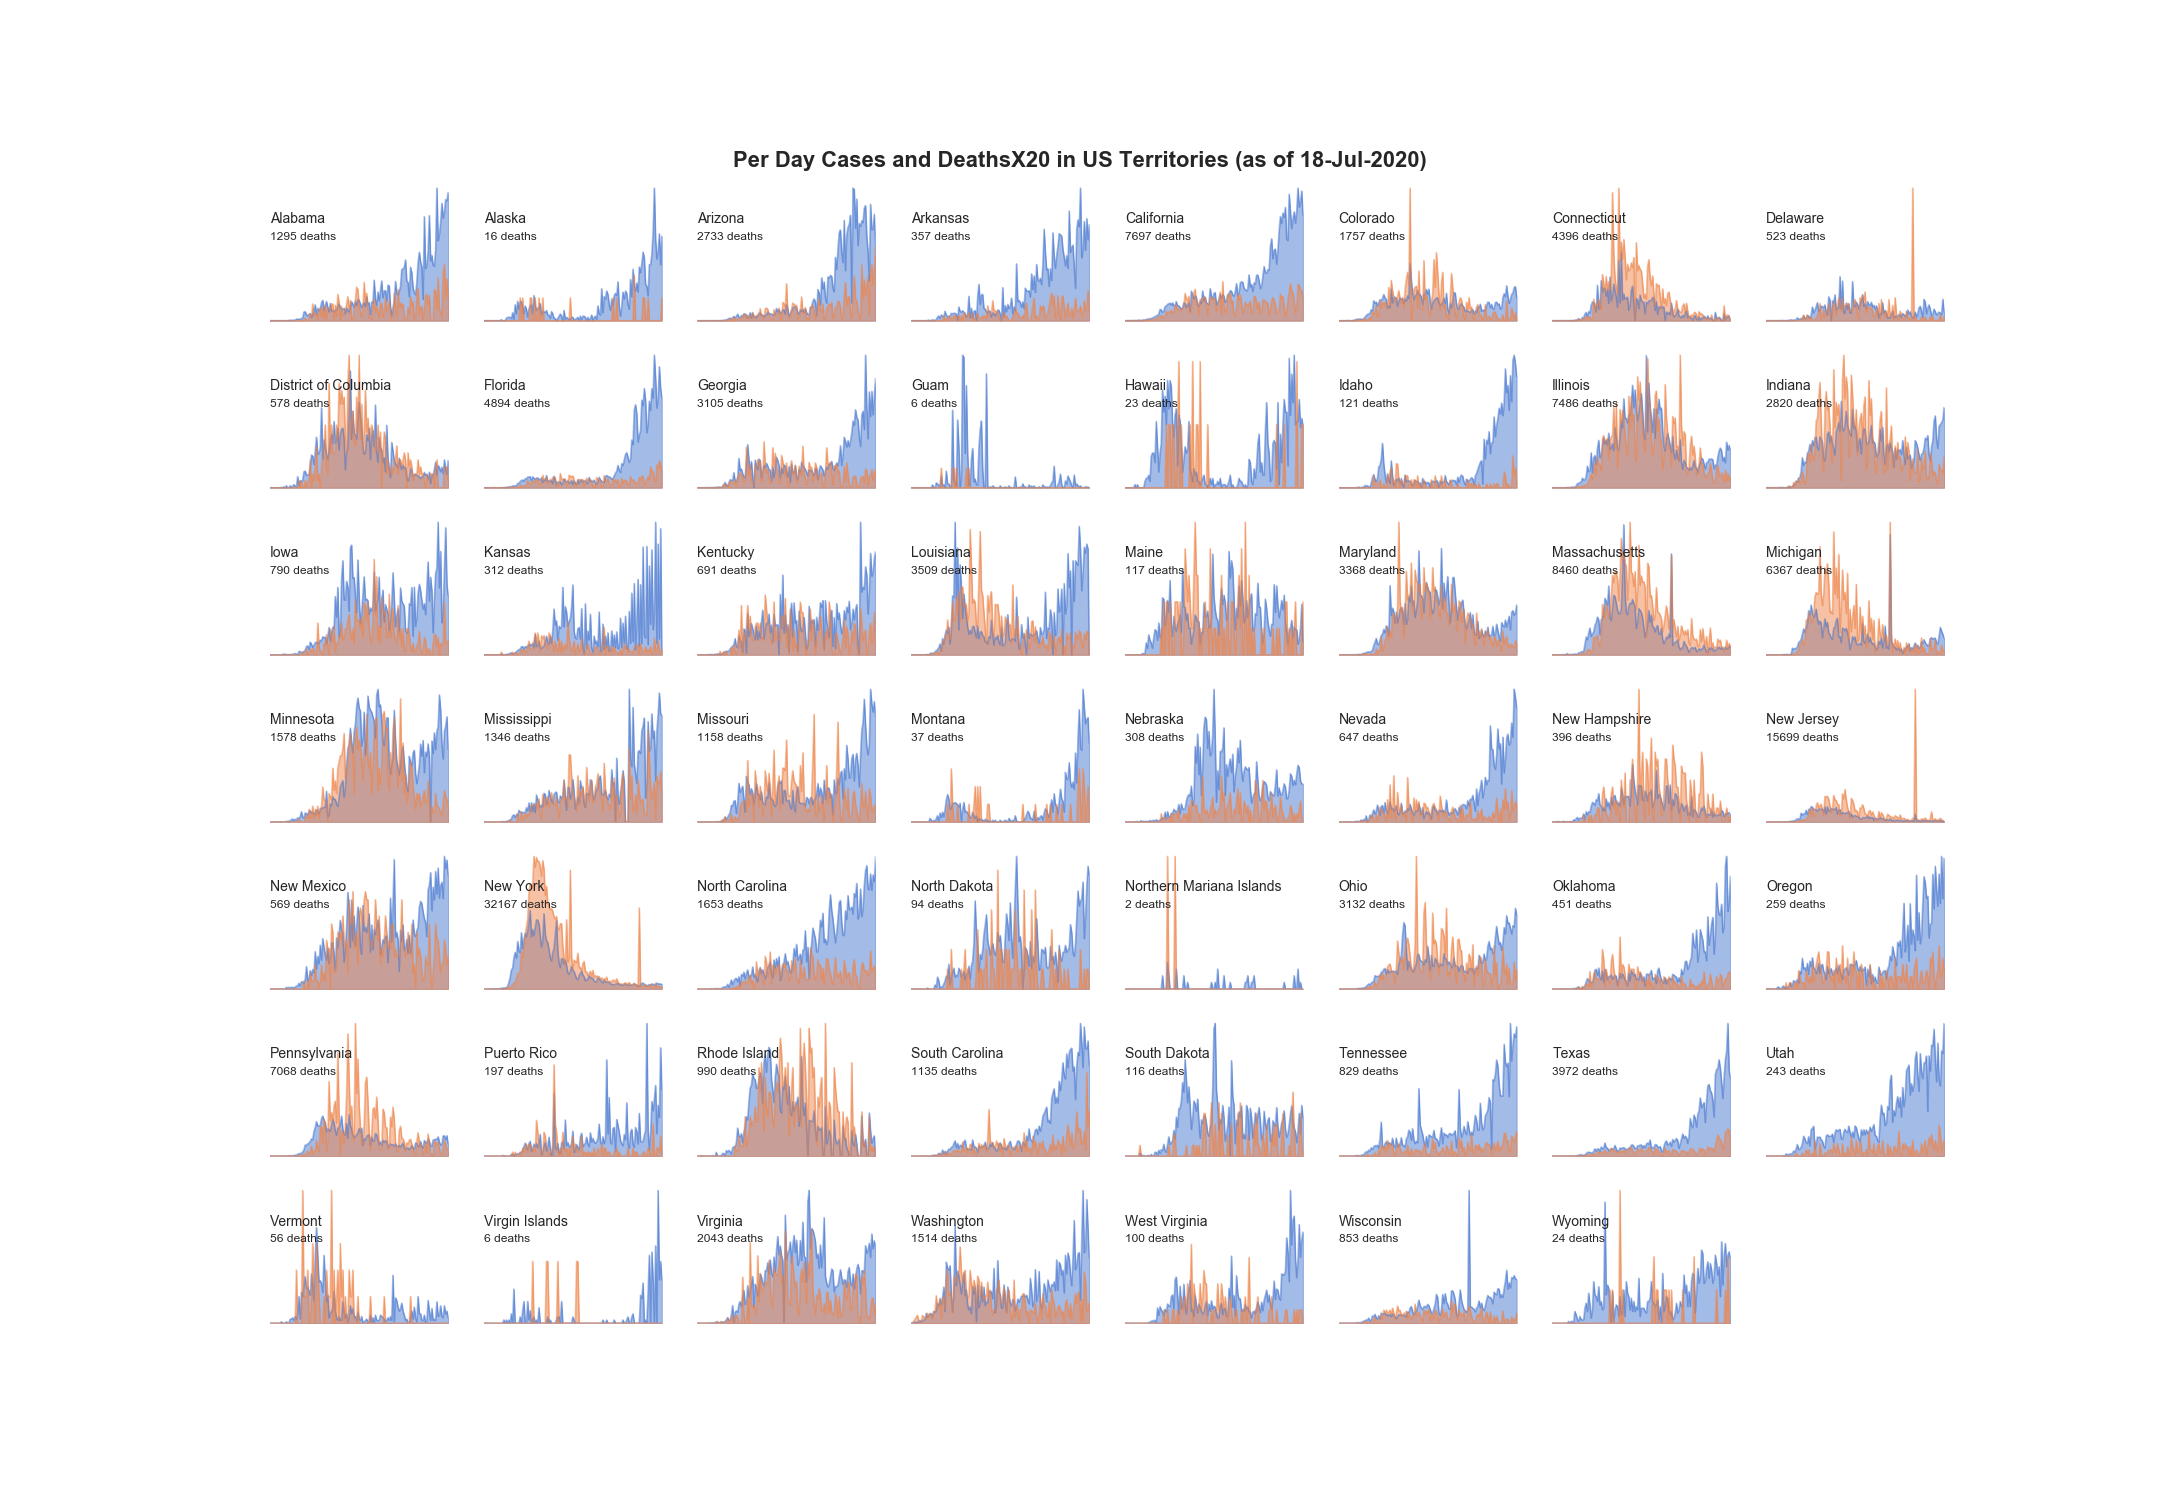 Per Day Cases and DeathsX20 in US Territories (as of 18-Jul-2020)
Alabama
1295 deaths
Alaska
16 deaths
Arizona
2733 deaths
Arkansas
357 deaths
California
7697 deaths
Colorado
1757 deaths
Connecticut
4396 deaths
Delaware
523 deaths
District of Columbia
578 deaths
Florida
4894 deaths
Georgia
3105 deaths
Guam
6 deaths
Hawaii
23 deaths
Idaho
121 deaths
Illinois
7486 deaths
Indiana
2820 deaths
Iowa
790 deaths
Kansas
312 deaths
Kentucky
691 deaths
Louisiana
3509 deaths
Maine
117 deaths
Maryland
3368 deaths
Massachusetts
8460 deaths
Michigan
6367 deaths
Minnesota
1578 deaths
Mississippi
1346 deaths
Missouri
1158 deaths
Montana
37 deaths
Nebraska
308 deaths
Nevada
647 deaths
New Hampshire
396 deaths
New Jersey
15699 deaths
New Mexico
569 deaths
New York
32167 deaths
North Carolina
1653 deaths
North Dakota
94 deaths
Northern Mariana Islands
2 deaths
Ohio
3132 deaths
Oklahoma
451 deaths
Oregon
259 deaths
Pennsylvania
7068 deaths
Puerto Rico
197 deaths
Rhode Island
990 deaths
South Carolina
1135 deaths
South Dakota
116 deaths
Tennessee
829 deaths
Texas
3972 deaths
Utah
243 deaths
Vermont
56 deaths
Virgin Islands
6 deaths
Virginia
2043 deaths
Washington
1514 deaths
West Virginia
100 deaths
Wisconsin
853 deaths
Wyoming
24 deaths